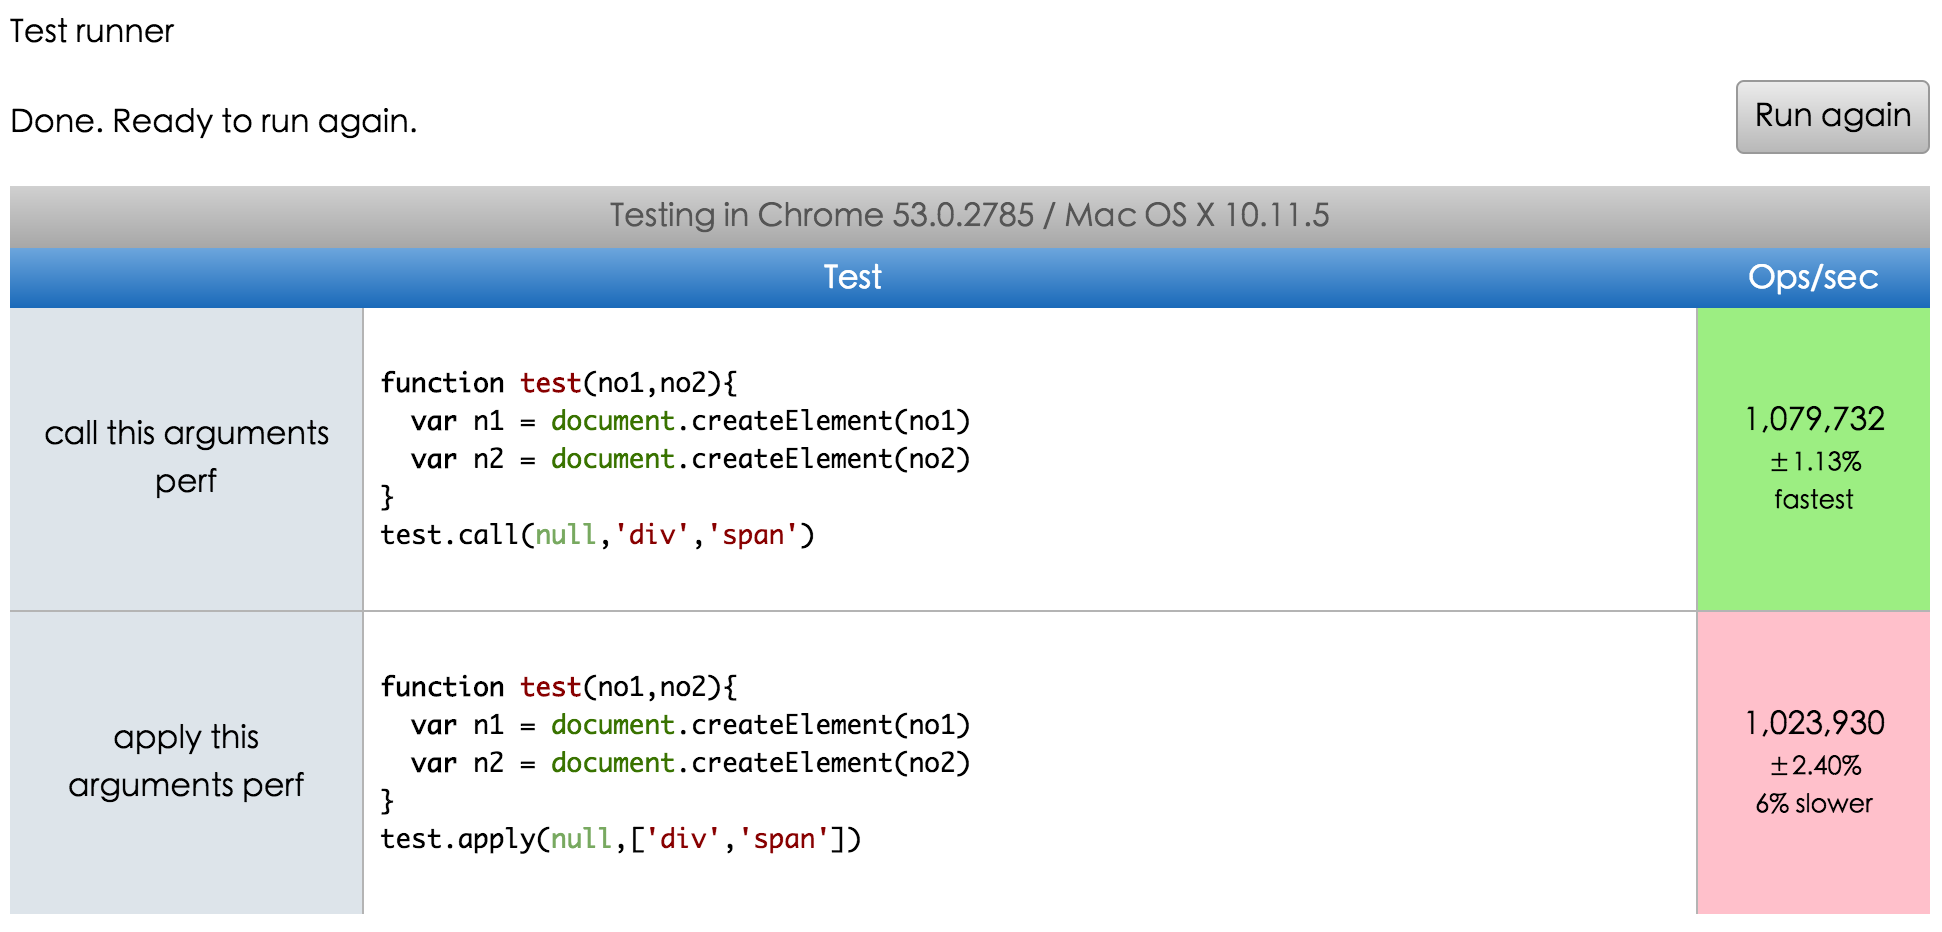 Test runner
Done. Ready to run again.
Run again
Testing in Chrome 53.0.2785 / Mac OS X 10.11.5
Test
Ops/sec
call this arguments
perf
function test(no1,no2){
  var n1 = document.createElement(no1)
  var n2 = document.createElement(no2)
}
test.call(null,'div','span')
1,079,732
±1.13%
fastest
apply this
arguments perf
function test(no1,no2){
  var n1 = document.createElement(no1)
  var n2 = document.createElement(no2)
}
test.apply(null,['div','span'])
1,023,930
±2.40%
6% slower